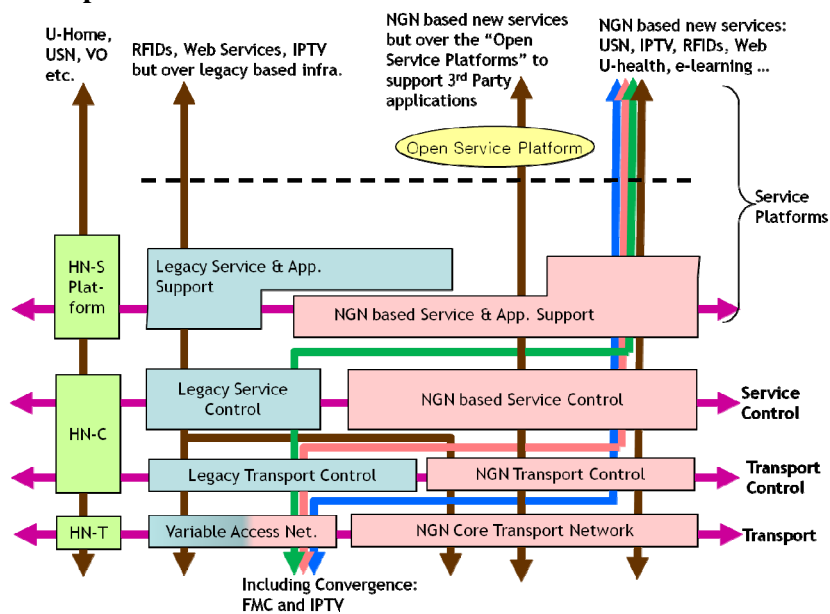 U-Home,
USN, VO
etc.
RFIDs, Web Services, IPTV
but over legacy based infra.
NGN based new services
but over the “Open
Service Platforms” to
support 3rd Party
applications
NGN based new services:
USN, IPTV, RFIDs, Web
U-health, e-learning ...
Open Service Platform
Service
Platforms
HN-S
Plat-
form
Legacy Service & App.
Support
NGN based Service & App. Support
HN-C
Legacy Service
Control
NGN based Service Control
Service
Control
Legacy Transport Control
NGN Transport Control
Transport
Control
HN-T
Variable Access Net.
NGN Core Transport Network
Transport
Including Convergence:
FMC and IPTV